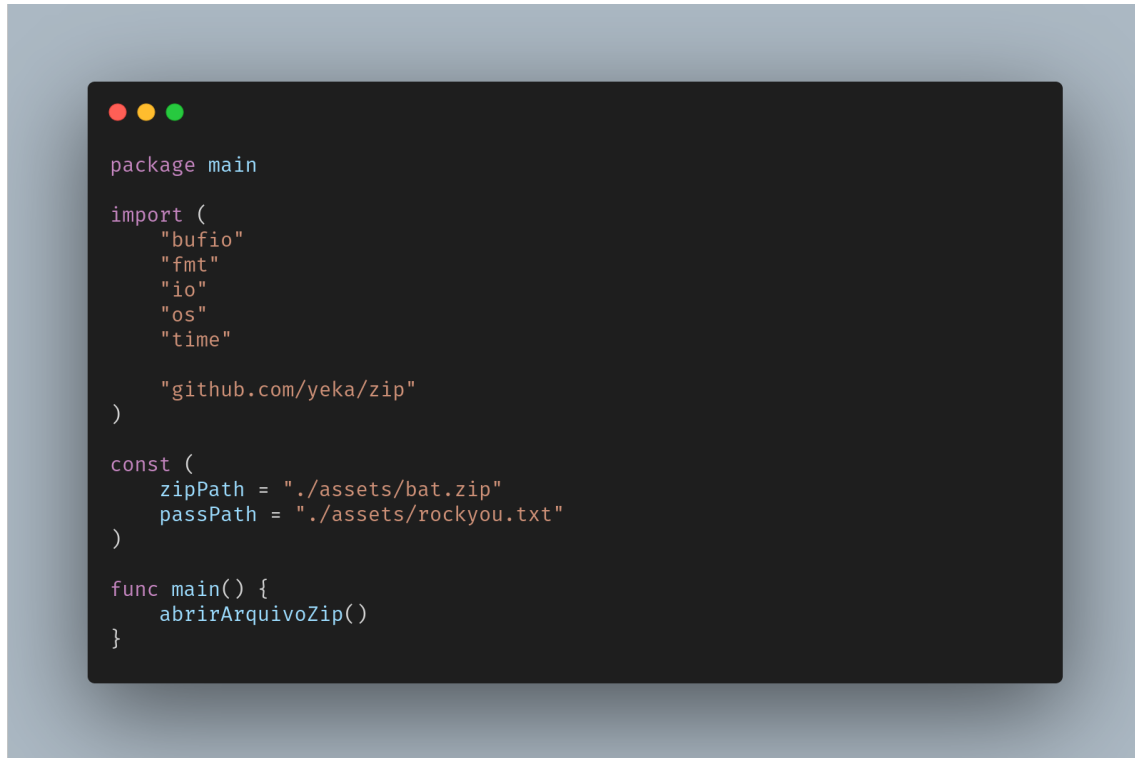 package main
import (
"bufio"
"fmt"
"io"
"os"
"time"
"github.com/yeka/zip"
)
const (
zipPath = "./assets/bat.zip"
passPath = "./assets/rockyou.txt"
)
func main() {
abrirArquivoZip()
}